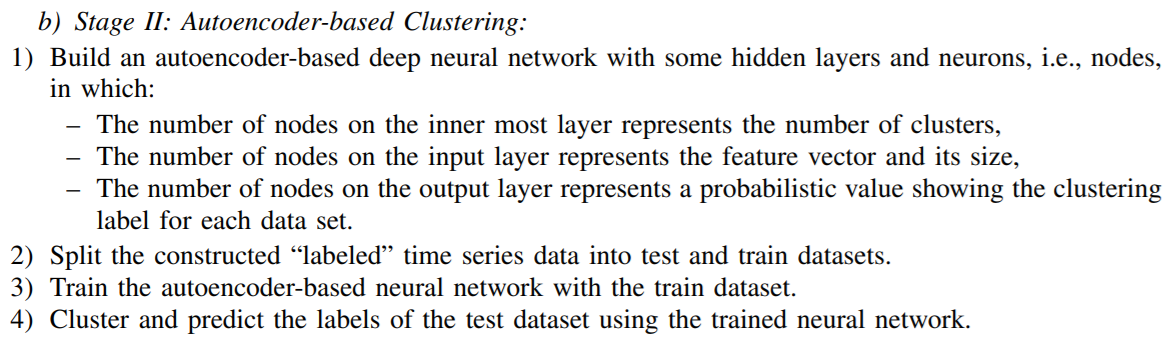 b) Stage II: Autoencoder-based Clustering:
1) Build an autoencoder-based deep neural network with some hidden layers and neurons, i.e., nodes,
in which:
– The number of nodes on the inner most layer represents the number of clusters,
– The number of nodes on the input layer represents the feature vector and its size,
– The number of nodes on the output layer represents a probabilistic value showing the clustering
label for each data set.
2) Split the constructed “labeled” time series data into test and train datasets.
3) Train the autoencoder-based neural network with the train dataset.
4) Cluster and predict the labels of the test dataset using the trained neural network.